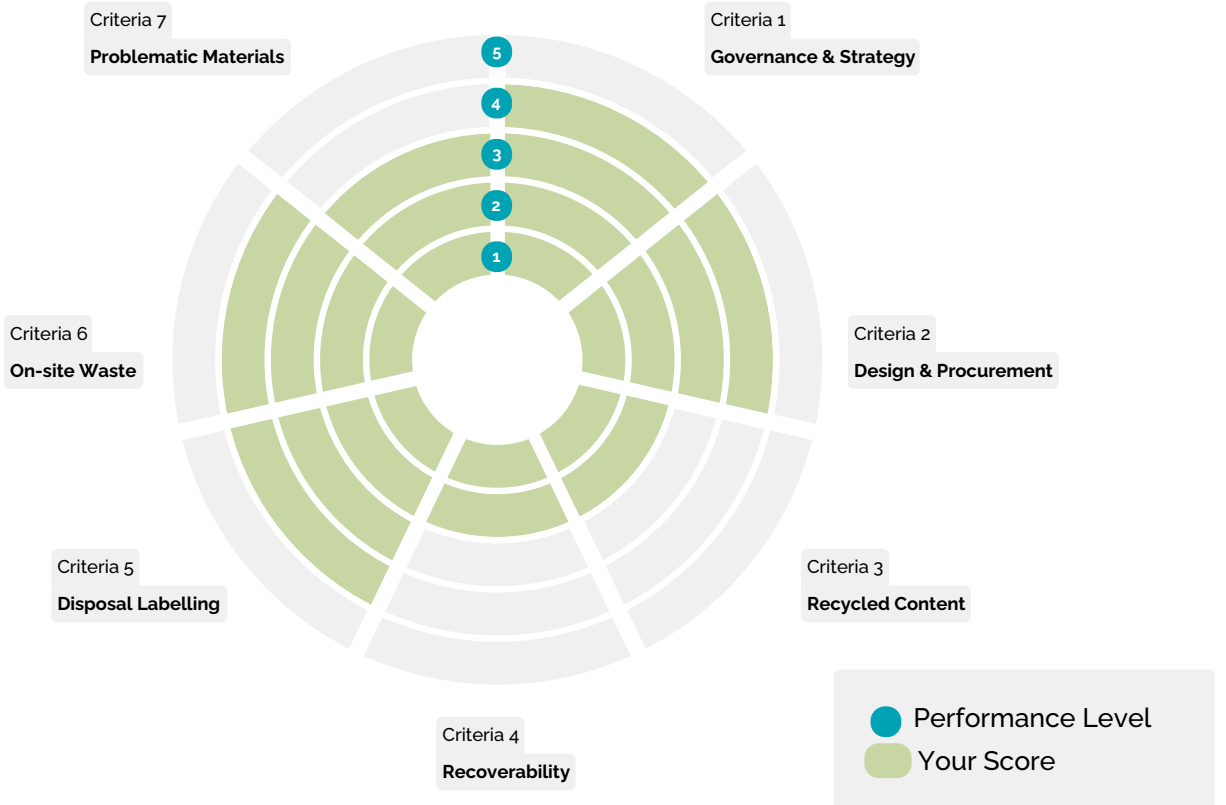 Criteria 7
Problematic Materials
Criteria 1
Governance & Strategy
5
4
3
2
1
Criteria 6
On-site Waste
Criteria 2
Design & Procurement
Criteria 5
Disposal Labelling
Criteria 3
Recycled Content
Criteria 4
Recoverability
Performance Level
Your Score